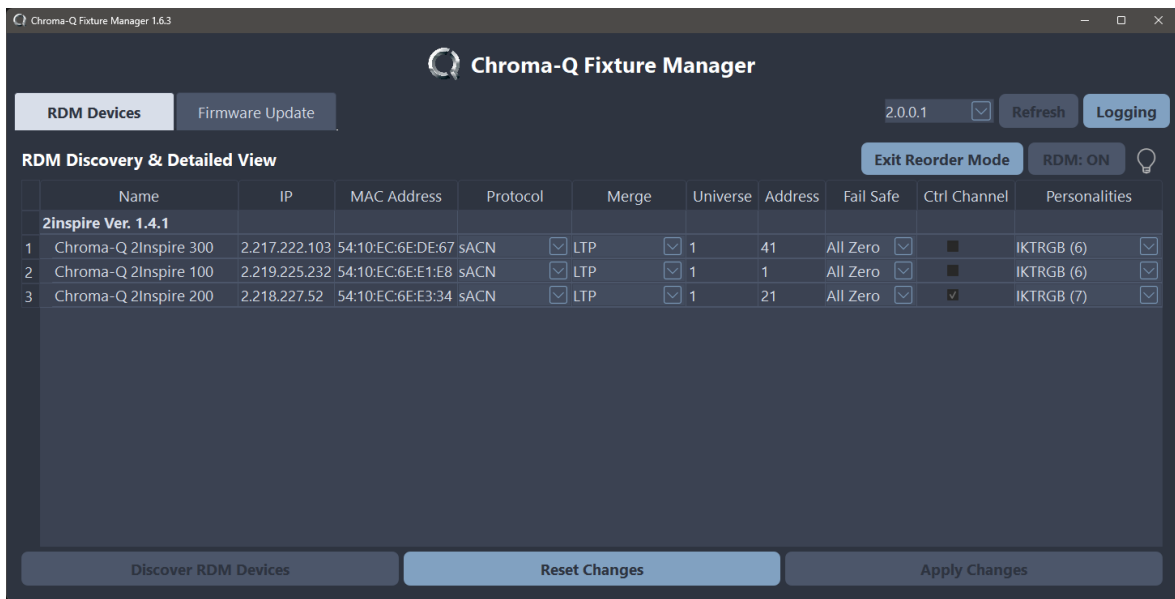 Chroma-Q Fixture Manager 1.6.3
Chroma-Q Fixture Manager
RDM Devices Firmware Update 2.0.0.1 Refresh Logging
RDM Discovery & Detailed View Exit Reorder Mode RDM: ON
Name IP MAC Address Protocol Merge Universe Address Fail Safe Ctrl Channel Personalities
2inspire Ver. 1.4.1
1 Chroma-Q 2Inspire 300 2.217.222.103 54:10:EC:6E:DE:67 sACN LTP 1 41 All Zero IKTRGB (6)
2 Chroma-Q 2Inspire 100 2.219.225.232 54:10:EC:6E:E1:E8 sACN LTP 1 1 All Zero IKTRGB (6)
3 Chroma-Q 2Inspire 200 2.218.227.52 54:10:EC:6E:E3:34 sACN LTP 1 21 All Zero IKTRGB (7)
Discover RDM Devices Reset Changes Apply Changes